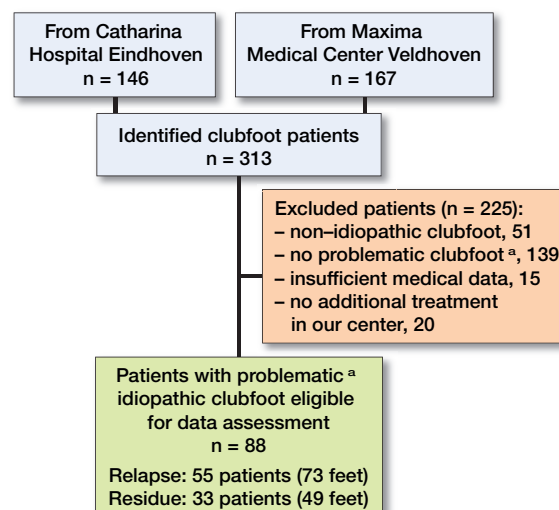 From Catharina
Hospital Eindhoven
n = 146
From Maxima
Medical Center Veldhoven
n = 167
Identified clubfoot patients
n = 313
Excluded patients (n = 225):
– non–idiopathic clubfoot, 51
– no problematic clubfoot ª, 139
– insufficient medical data, 15
– no additional treatment
in our center, 20
Patients with problematic ª
idiopathic clubfoot eligible
for data assessment
n = 88
Relapse: 55 patients (73 feet)
Residue: 33 patients (49 feet)